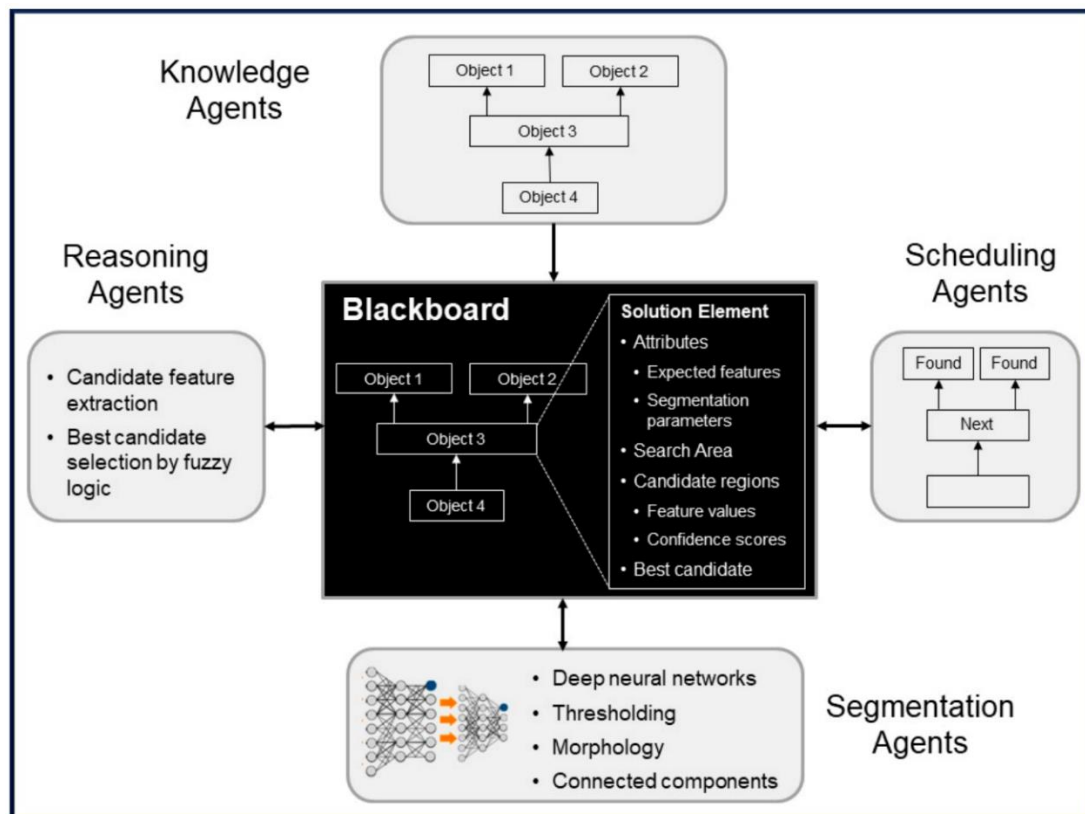 Knowledge
Agents
Object 1
Object 2
Object 3
Object 4
Reasoning
Agents
• Candidate feature
extraction
• Best candidate
selection by fuzzy
logic
Blackboard
Object 1
Object 2
Object 3
Object 4
Solution Element
• Attributes
• Expected features
• Segmentation
parameters
• Search Area
• Candidate regions
• Feature values
• Confidence scores
• Best candidate
Scheduling
Agents
Found
Found
Next
• Deep neural networks
• Thresholding
• Morphology
• Connected components
Segmentation
Agents